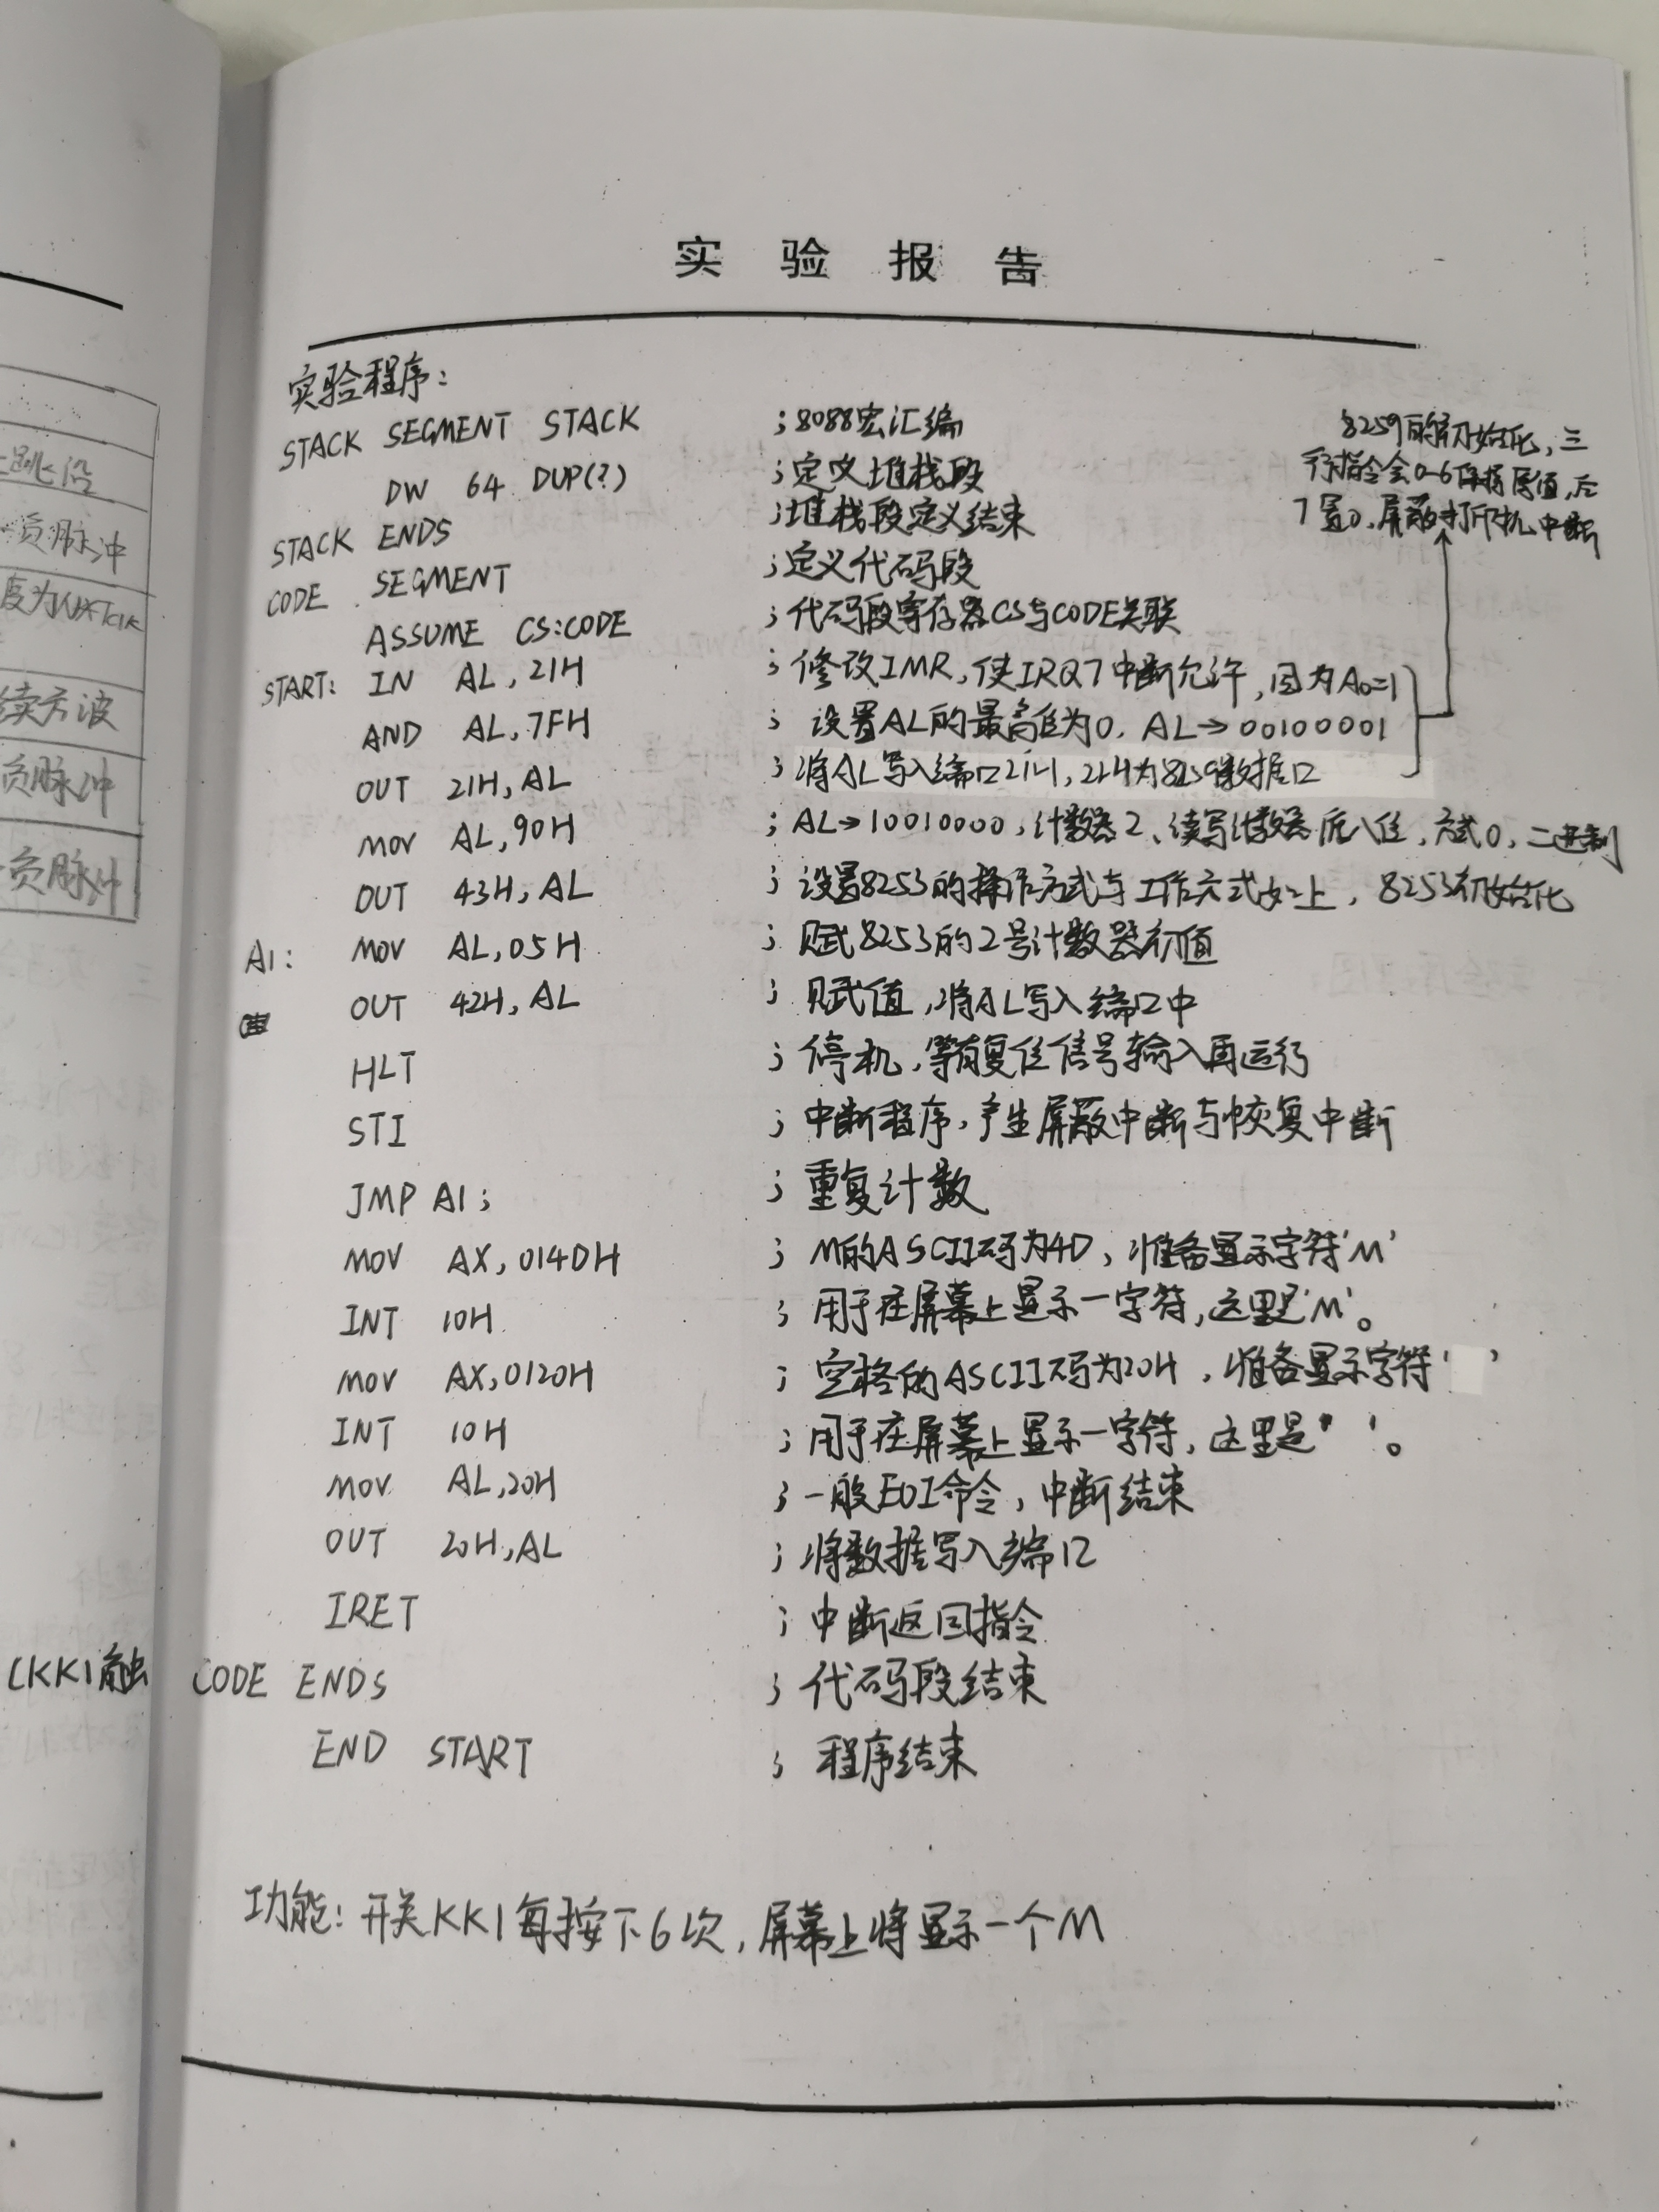 实验报告
实验程序：
STACK SEGMENT STACK ；8088宏汇编
DW 64 DUP(?) ；定义堆栈段
STACK ENDS ；堆栈段定义结束
CODE SEGMENT ；定义代码段
ASSUME CS:CODE ；代码段寄存器CS与CODE关联
START: IN AL, 21H ；修改IMR，使IRQ7中断允许，因为A0=1
AND AL, 7FH ；设置AL的最高位为0，AL→00100001
OUT 21H, AL ；将AL写入端口21H，21H为8259数据口
8259的初始化，三
行指令会0-6保持原值，后
7置0，屏蔽打印机中断
MOV AL, 90H ；AL→10010000，计数器2、读写计数器低八位，方式0，二进制
OUT 43H, AL ；设置8253的操作方式与工作方式如上，8253初始化
A1: MOV AL, 05H ；赋8253的2号计数器初值
OUT 42H, AL ；赋值，将AL写入端口中
HLT ；停机，等有复位信号输入再运行
STI ；中断程序，产生屏蔽中断与恢复中断
JMP A1; ；重复计数
MOV AX, 014DH ；M的ASCII码为4D，准备显示字符'M'
INT 10H ；用于在屏幕上显示一字符，这里是'M'。
MOV AX, 0120H ；空格的ASCII码为20H，准备显示字符' '
INT 10H ；用于在屏幕上显示一字符，这里是' '。
MOV AL, 20H ；一般EOI命令，中断结束
OUT 20H, AL ；将数据写入端口
IRET ；中断返回指令
CODE ENDS ；代码段结束
END START ；程序结束
功能：开关KK1每按下6次，屏幕上将显示一个M
负脉冲
续方波
负脉冲
负脉冲